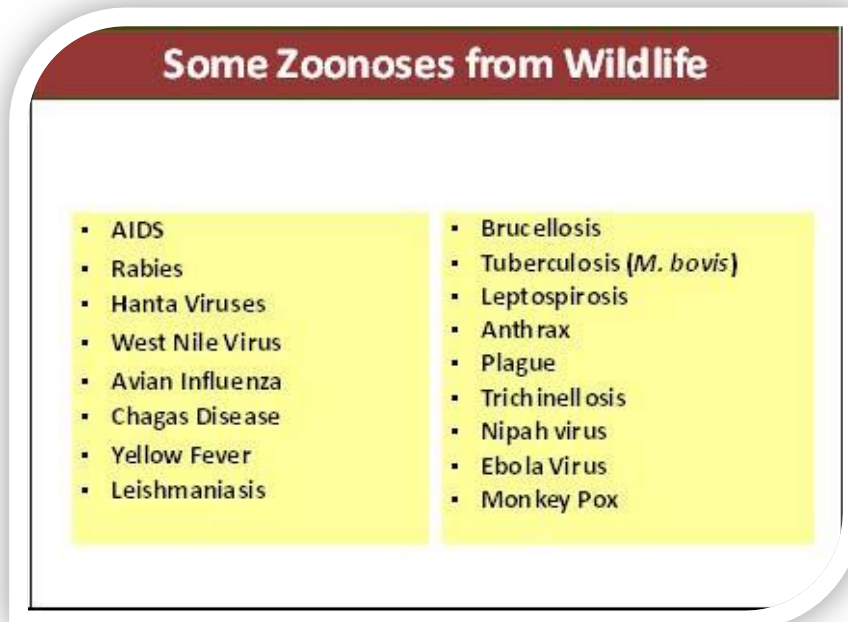 Some Zoonoses from Wildlife
▪ AIDS
▪ Rabies
▪ Hanta Viruses
▪ West Nile Virus
▪ Avian Influenza
▪ Chagas Disease
▪ Yellow Fever
▪ Leishmaniasis
▪ Brucellosis
▪ Tuberculosis (M. bovis)
▪ Leptospirosis
▪ Anthrax
▪ Plague
▪ Trichinellosis
▪ Nipah virus
▪ Ebola Virus
▪ Monkey Pox